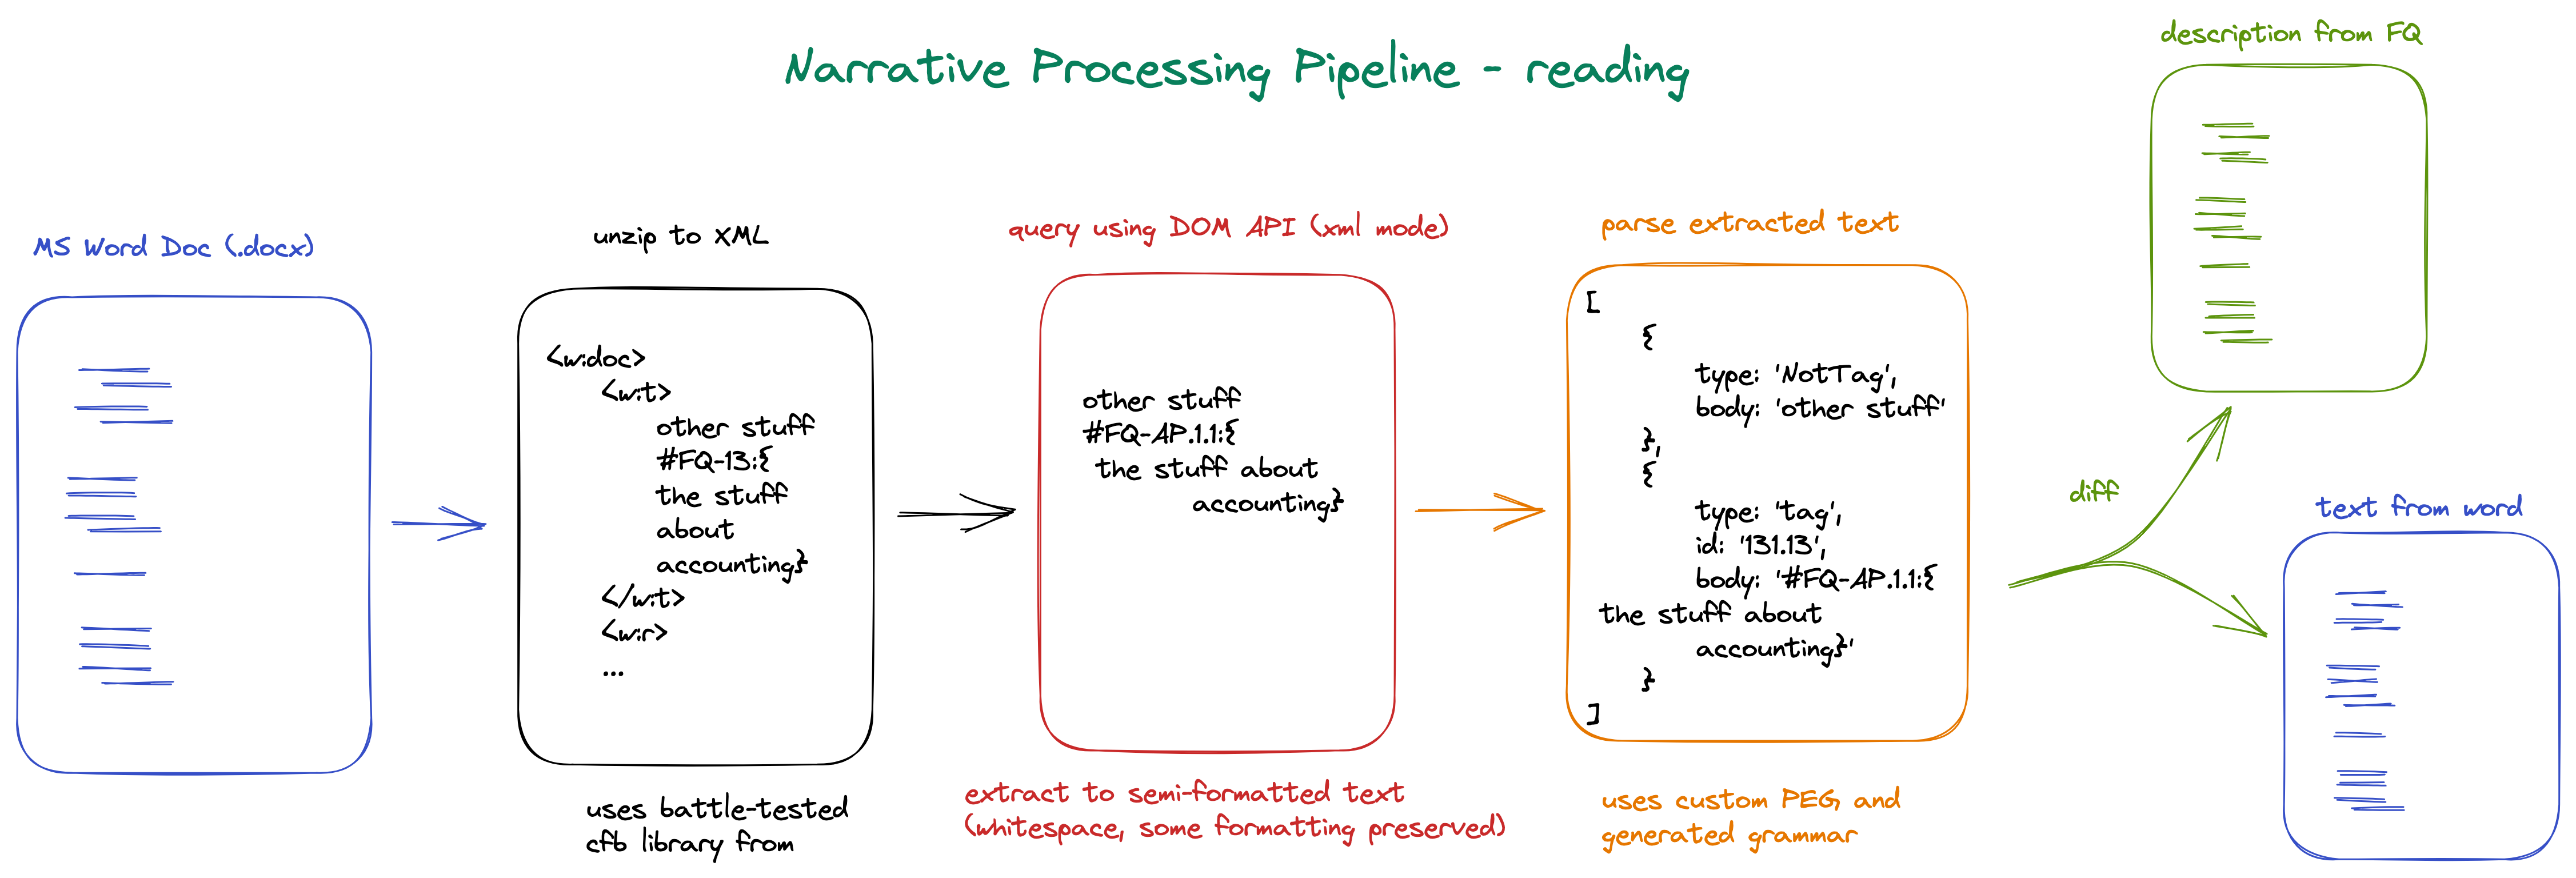 Narrative Processing Pipeline - reading
MS Word Doc (.docx)
unzip to XML
<w:doc>
<w:t>
other stuff
#FQ-13:{
the stuff
about
accounting}
</w:t>
<w:r>
...
uses battle-tested
cfb library from
query using DOM API (xml mode)
other stuff
#FQ-AP.1.1:{
the stuff about
accounting}
extract to semi-formatted text
(whitespace, some formatting preserved)
parse extracted text
[
{
type: 'NotTag',
body: 'other stuff'
},
{
type: 'tag',
id: '131.13',
body: '#FQ-AP.1.1:{
the stuff about
accounting}'
}
]
uses custom PEG, and
generated grammar
diff
description from FQ
text from word